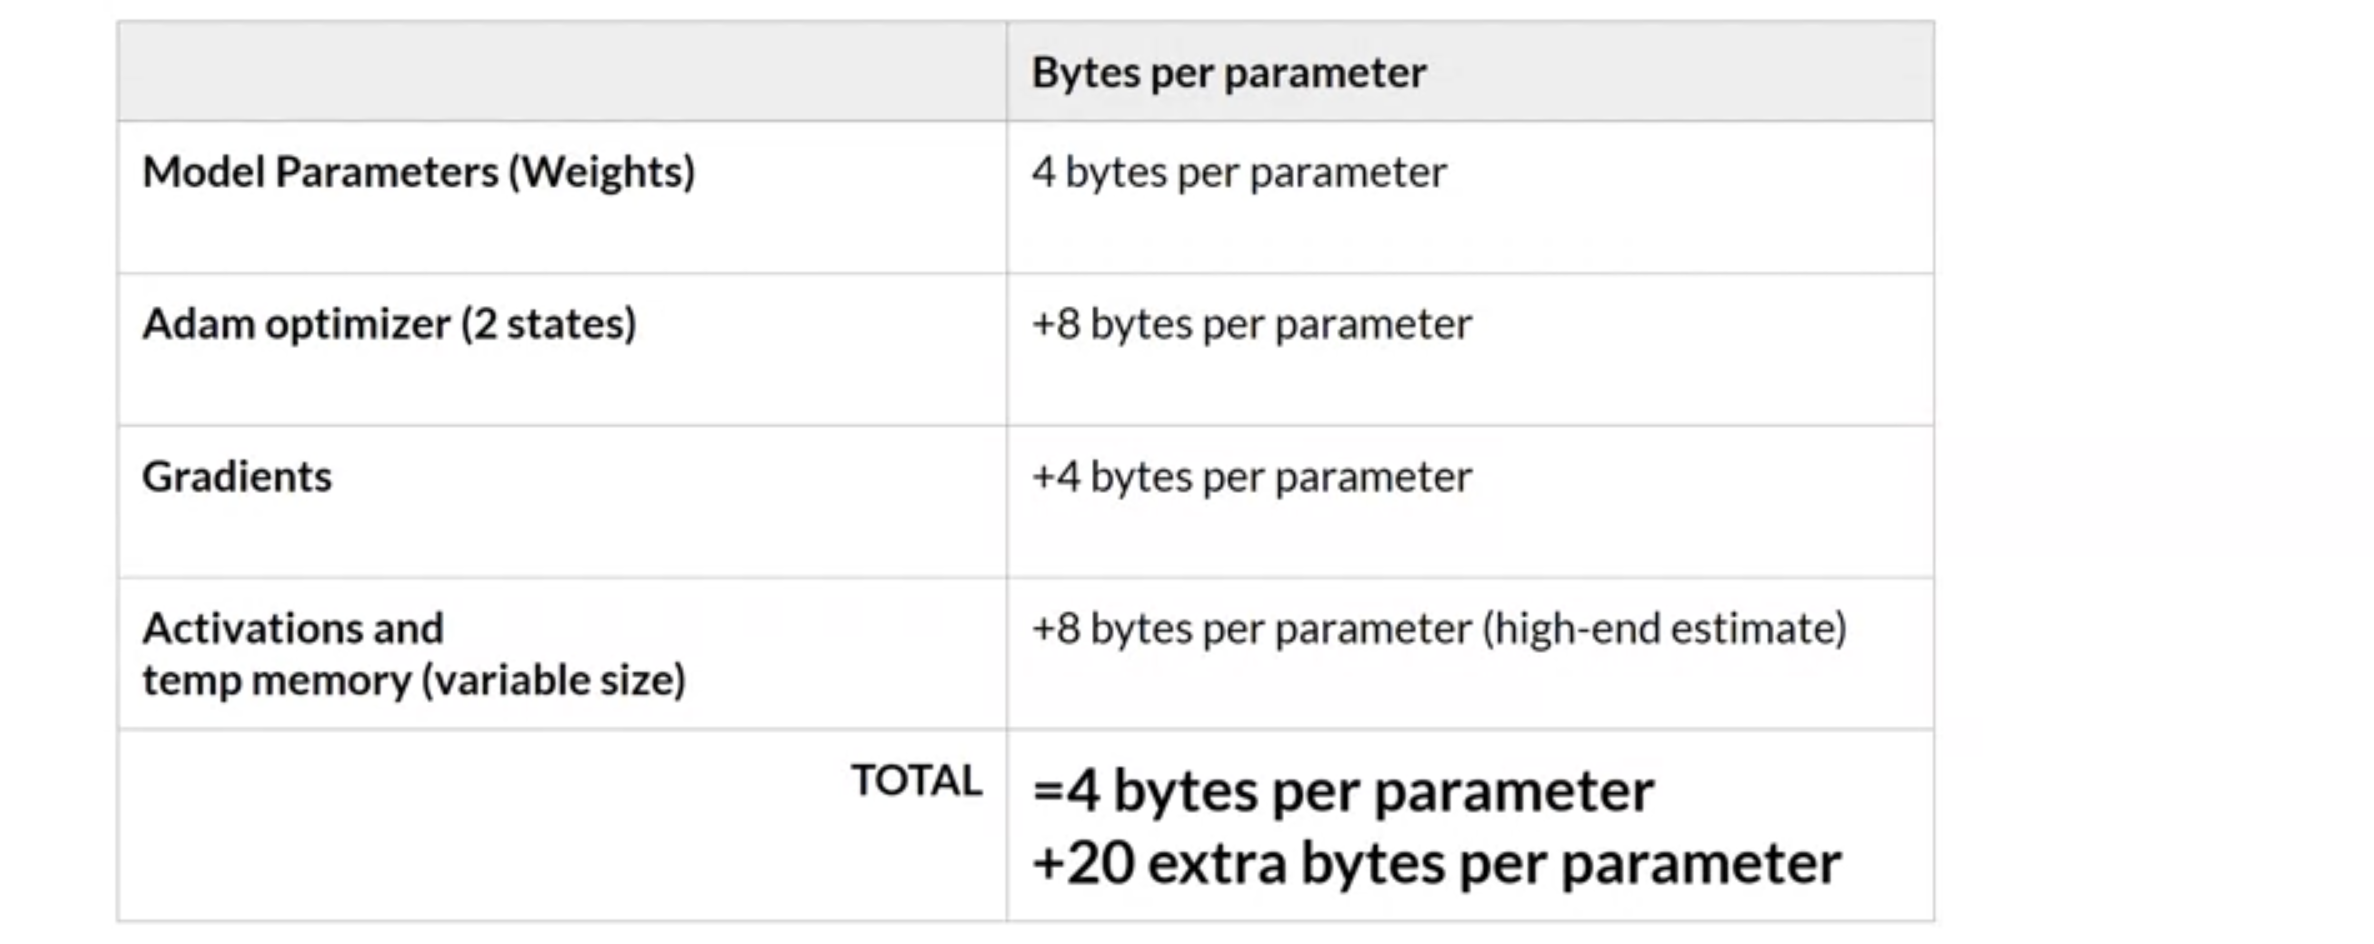 Bytes per parameter
Model Parameters (Weights)
4 bytes per parameter
Adam optimizer (2 states)
+8 bytes per parameter
Gradients
+4 bytes per parameter
Activations and
temp memory (variable size)
+8 bytes per parameter (high-end estimate)
TOTAL
=4 bytes per parameter
+20 extra bytes per parameter